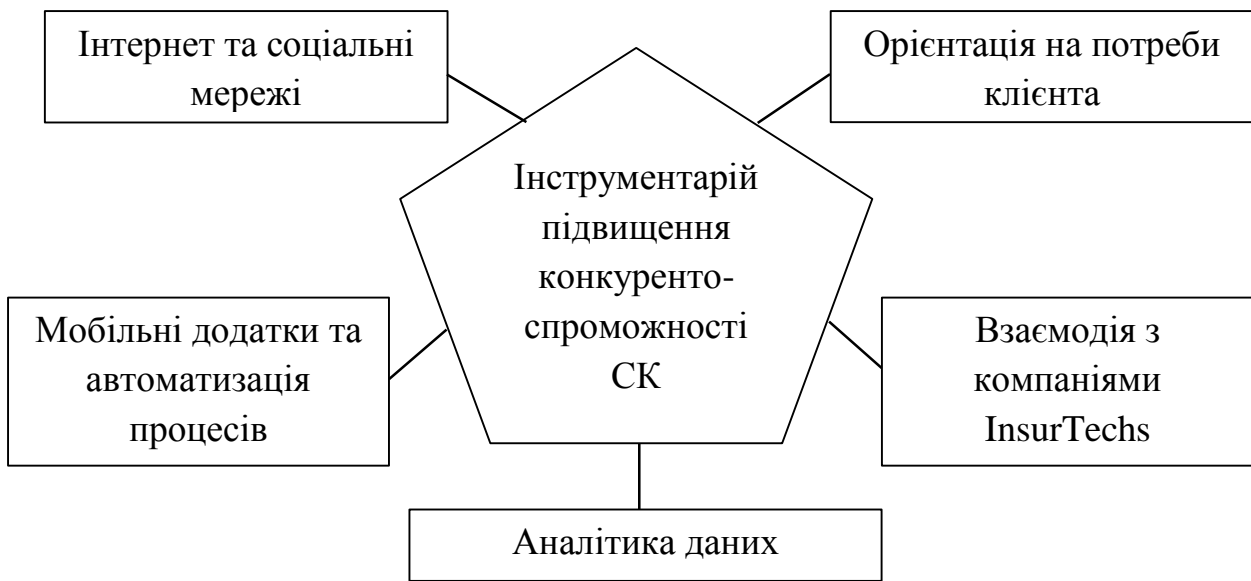 Інтернет та соціальні
мережі
Орієнтація на потреби
клієнта
Інструментарій
підвищення
конкуренто-
спроможності
СК
Мобільні додатки та
автоматизація
процесів
Взаємодія з
компаніями
InsurTechs
Аналітика даних